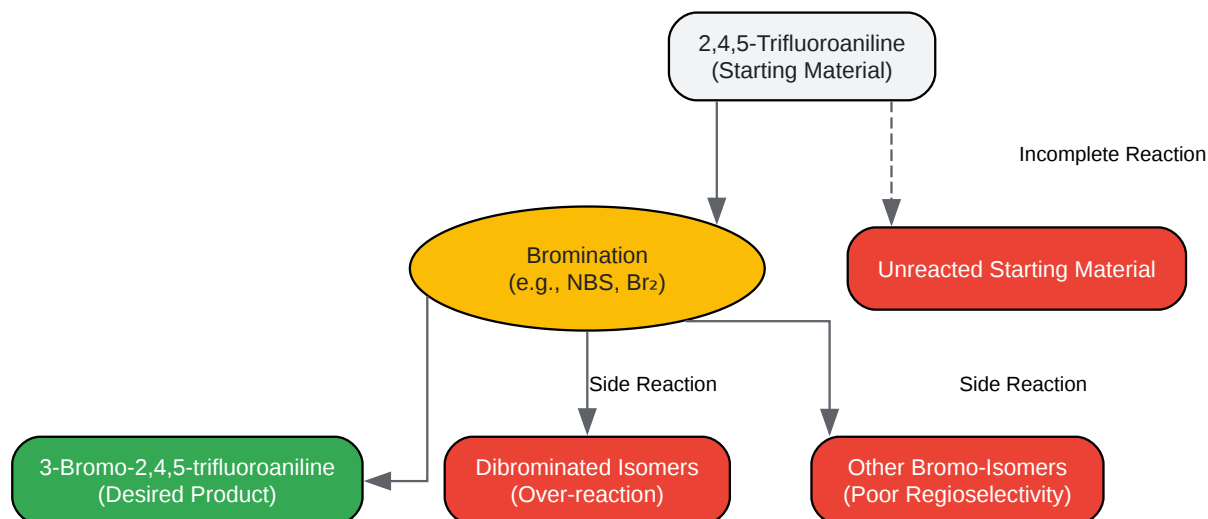 2,4,5-Trifluoroaniline
(Starting Material)
Incomplete Reaction
Bromination
(e.g., NBS, Br₂)
Unreacted Starting Material
Side Reaction
Side Reaction
3-Bromo-2,4,5-trifluoroaniline
(Desired Product)
Dibrominated Isomers
(Over-reaction)
Other Bromo-Isomers
(Poor Regioselectivity)